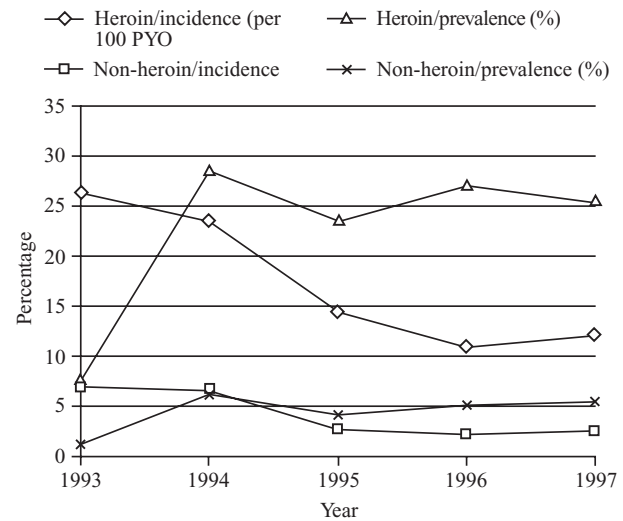 Heroin/incidence (per
100 PYO
Heroin/prevalence (%)
Non-heroin/incidence
Non-heroin/prevalence (%)
35
30
25
20
15
10
5
0
Percentage
1993
1994
1995
1996
1997
Year